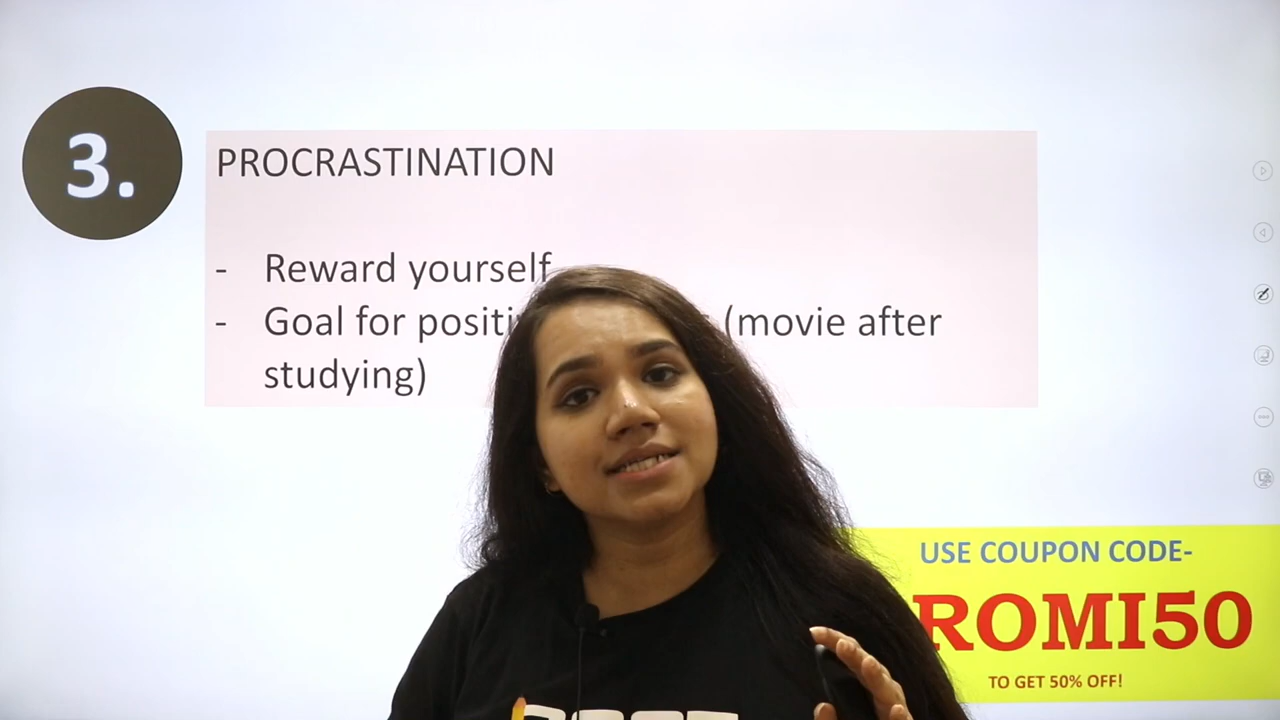 3.
PROCRASTINATION
- Reward yourself
- Goal for (movie after
studying)
USE COUPON CODE-
ROMI50
TO GET 50% OFF!